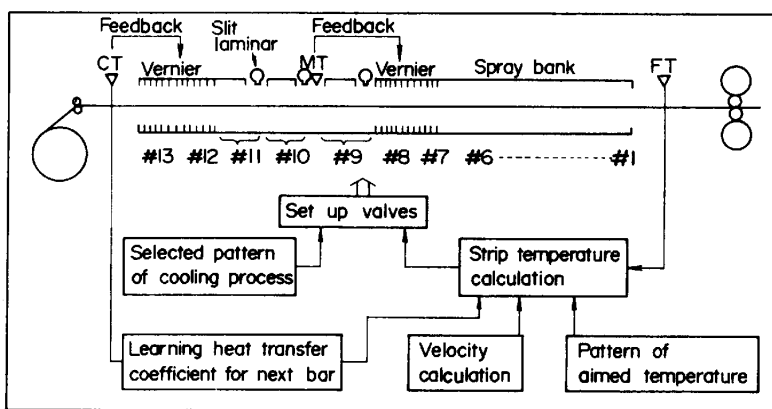 Feedback
Slit
laminar
Feedback
CT
Vernier
MT
Vernier
Spray bank
FT
#13 #12 #11 #10 #9 #8 #7 #6 #1
Set up valves
Selected pattern
of cooling process
Strip temperature
calculation
Learning heat transfer
coefficient for next bar
Velocity
calculation
Pattern of
aimed temperature